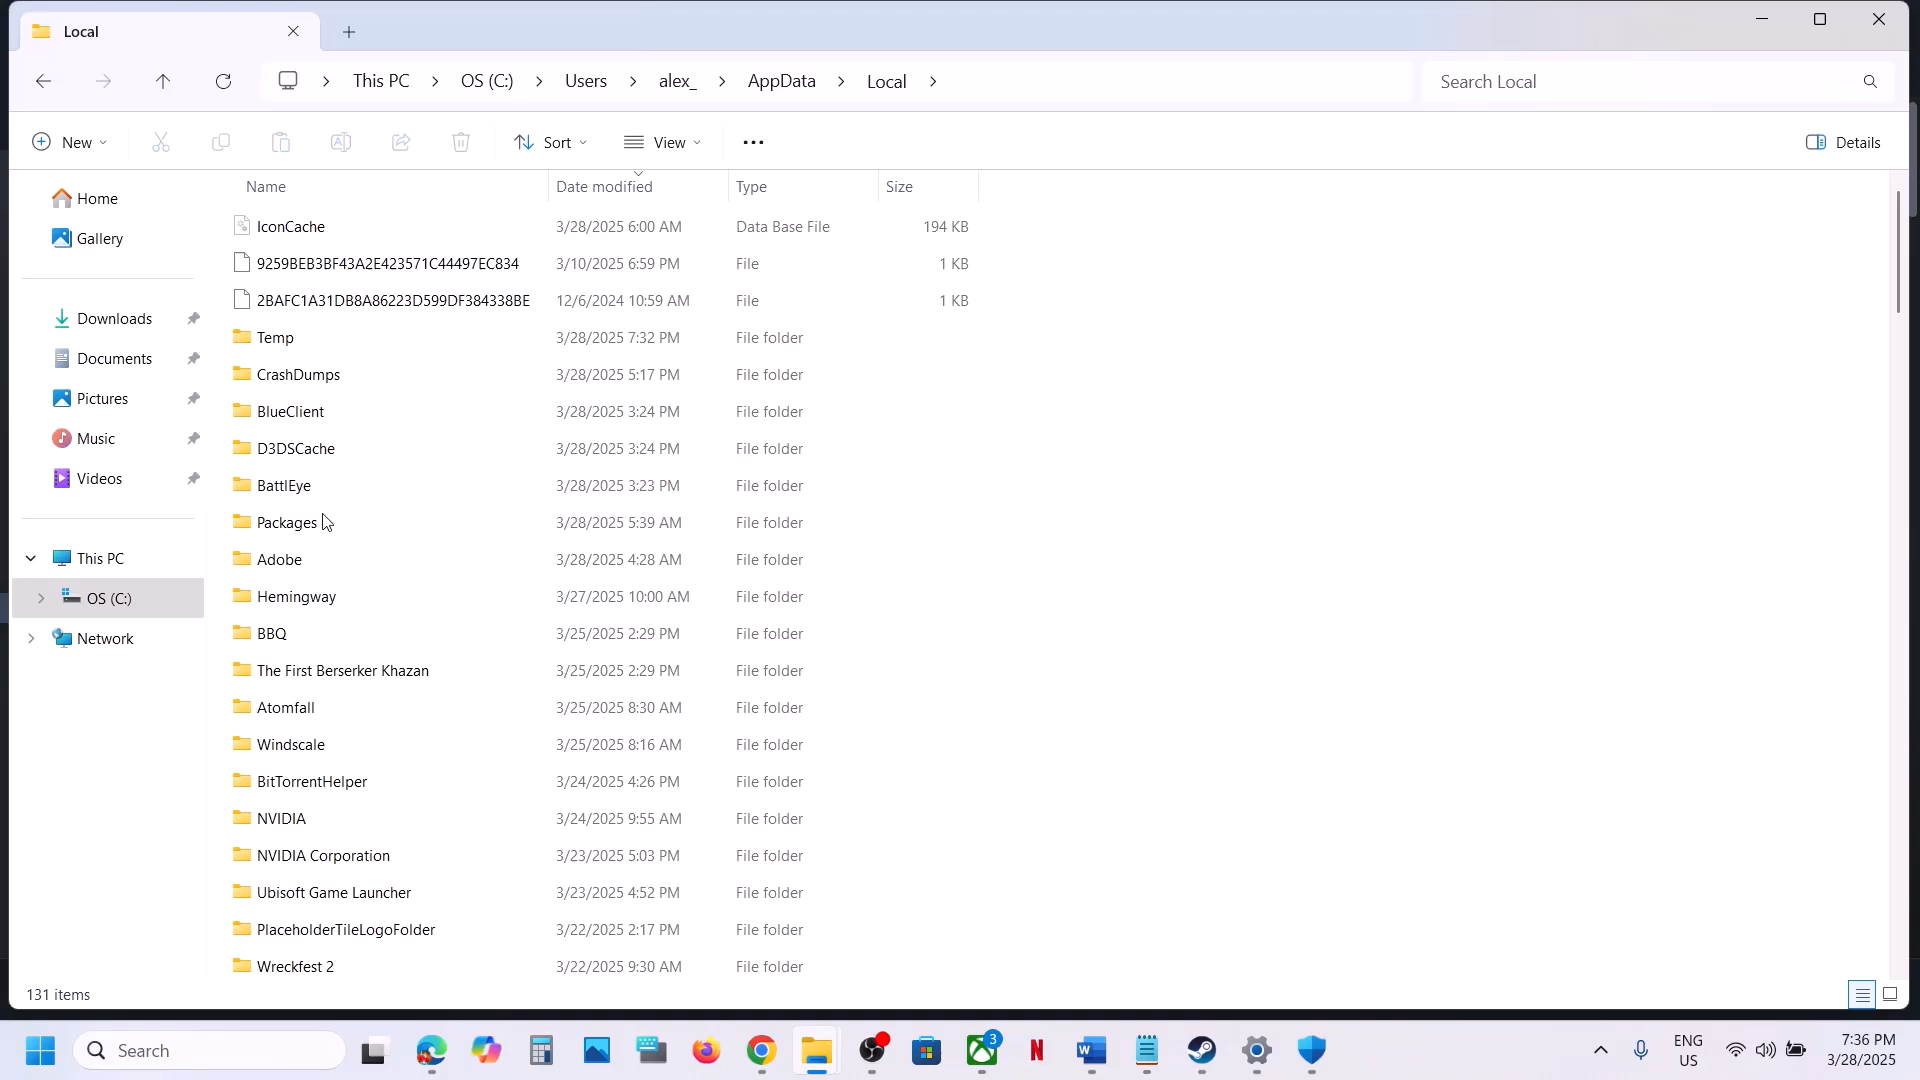 Local
This PC
OS (C:)
Users
alex_
AppData
Local
Search Local
New
Sort
View
Details
Name
Date modified
Type
Size
Home
Gallery
Downloads
Documents
Pictures
Music
Videos
This PC
OS (C:)
Network
IconCache 3/28/2025 6:00 AM Data Base File 194 KB
9259BEB3BF43A2E423571C44497EC834 3/10/2025 6:59 PM File 1 KB
2BAFC1A31DB8A86223D599DF384338BE 12/6/2024 10:59 AM File 1 KB
Temp 3/28/2025 7:32 PM File folder
CrashDumps 3/28/2025 5:17 PM File folder
BlueClient 3/28/2025 3:24 PM File folder
D3DSCache 3/28/2025 3:24 PM File folder
BattlEye 3/28/2025 3:23 PM File folder
Packages 3/28/2025 5:39 AM File folder
Adobe 3/28/2025 4:28 AM File folder
Hemingway 3/27/2025 10:00 AM File folder
BBQ 3/25/2025 2:29 PM File folder
The First Berserker Khazan 3/25/2025 2:29 PM File folder
Atomfall 3/25/2025 8:30 AM File folder
Windscale 3/25/2025 8:16 AM File folder
BitTorrentHelper 3/24/2025 4:26 PM File folder
NVIDIA 3/24/2025 9:55 AM File folder
NVIDIA Corporation 3/23/2025 5:03 PM File folder
Ubisoft Game Launcher 3/23/2025 4:52 PM File folder
PlaceholderTileLogoFolder 3/22/2025 2:17 PM File folder
Wreckfest 2 3/22/2025 9:30 AM File folder
131 items
Search
3
N
W
ENG
US
7:36 PM
3/28/2025